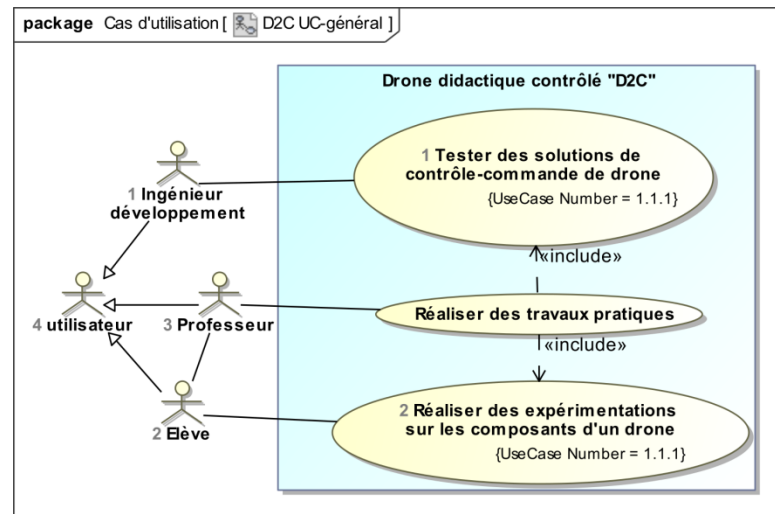 package Cas d'utilisation [ D2C UC-général ]
Drone didactique contrôlé "D2C"
1 Tester des solutions de
contrôle-commande de drone
{UseCase Number = 1.1.1}
1 Ingénieur
développement
«include»
4 utilisateur
3 Professeur
Réaliser des travaux pratiques
«include»
2 Elève
2 Réaliser des expérimentations
sur les composants d'un drone
{UseCase Number = 1.1.1}